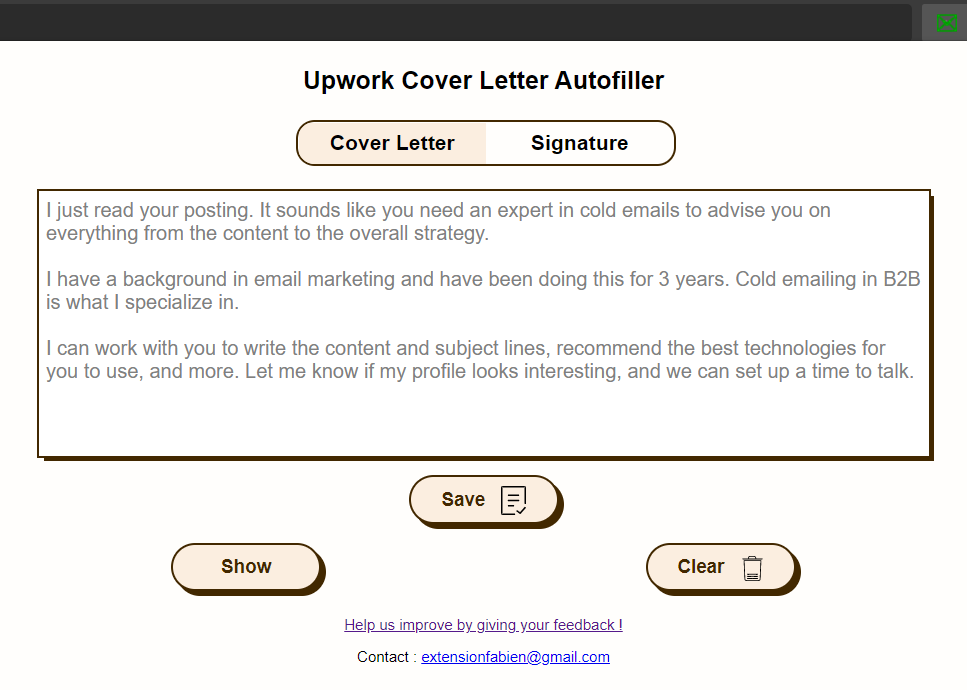 Upwork Cover Letter Autofiller
Cover Letter Signature
I just read your posting. It sounds like you need an expert in cold emails to advise you on
everything from the content to the overall strategy.
I have a background in email marketing and have been doing this for 3 years. Cold emailing in B2B
is what I specialize in.
I can work with you to write the content and subject lines, recommend the best technologies for
you to use, and more. Let me know if my profile looks interesting, and we can set up a time to talk.
Save
Show
Clear
Help us improve by giving your feedback !
Contact : extensionfabien@gmail.com